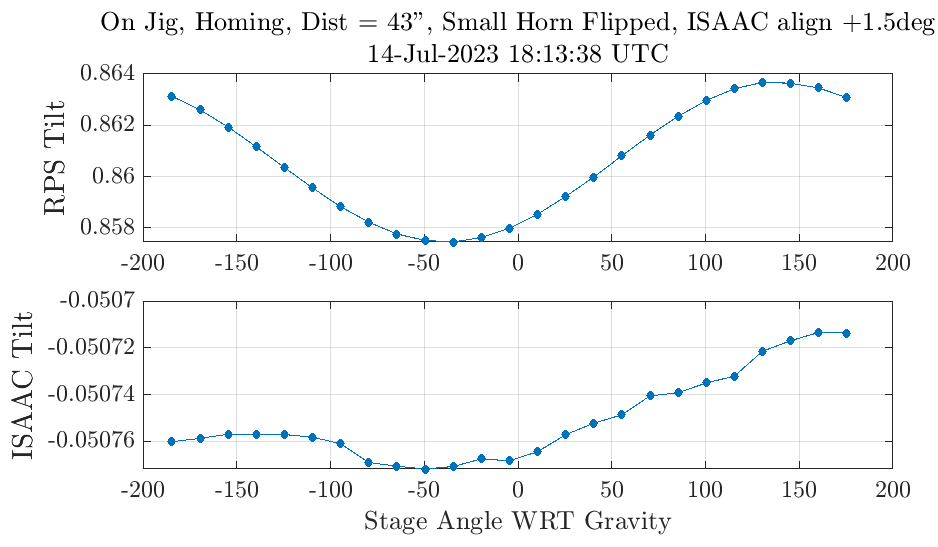 On Jig, Homing, Dist = 43”, Small Horn Flipped, ISAAC align +1.5deg
14-Jul-2023 18:13:38 UTC
0.864
0.862
0.86
0.858
RPS Tilt
-200 -150 -100 -50 0 50 100 150 200
-0.0507
-0.05072
-0.05074
-0.05076
ISAAC Tilt
-200 -150 -100 -50 0 50 100 150 200
Stage Angle WRT Gravity